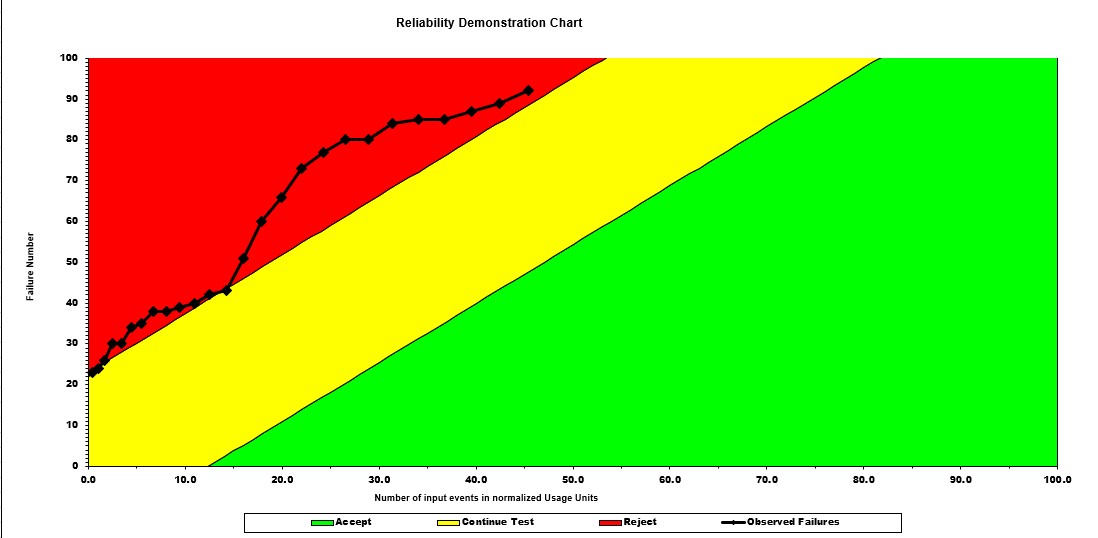 Reliability Demonstration Chart
Failure Number
100
90
80
70
60
50
40
30
20
10
0
0.0 10.0 20.0 30.0 40.0 50.0 60.0 70.0 80.0 90.0 100.0
Number of input events in normalized Usage Units
Accept Continue Test Reject Observed Failures